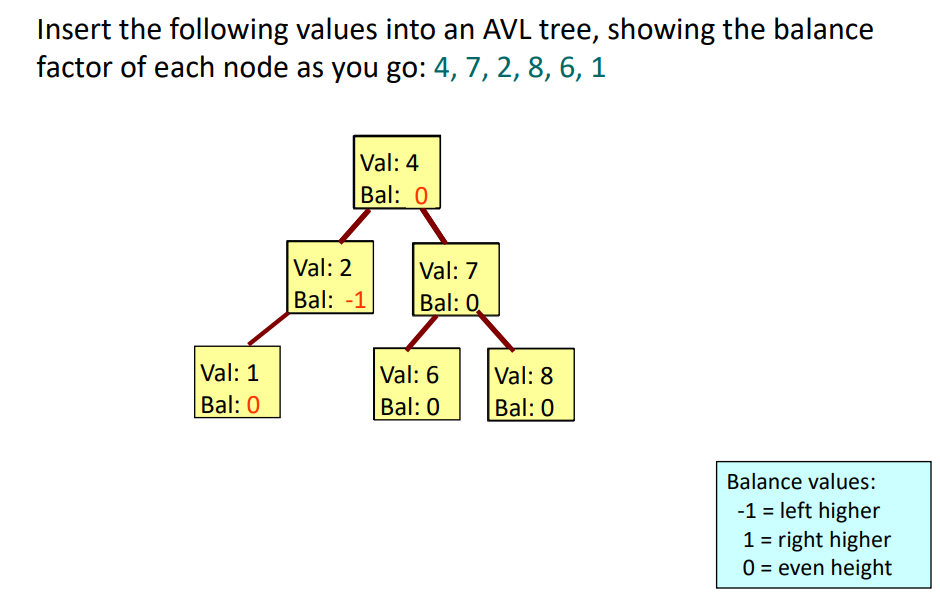 Insert the following values into an AVL tree, showing the balance
factor of each node as you go: 4, 7, 2, 8, 6, 1
Val: 4
Bal: 0
Val: 2
Bal: -1
Val: 7
Bal: 0
Val: 1
Bal: 0
Val: 6
Bal: 0
Val: 8
Bal: 0
Balance values:
-1 = left higher
1 = right higher
0 = even height